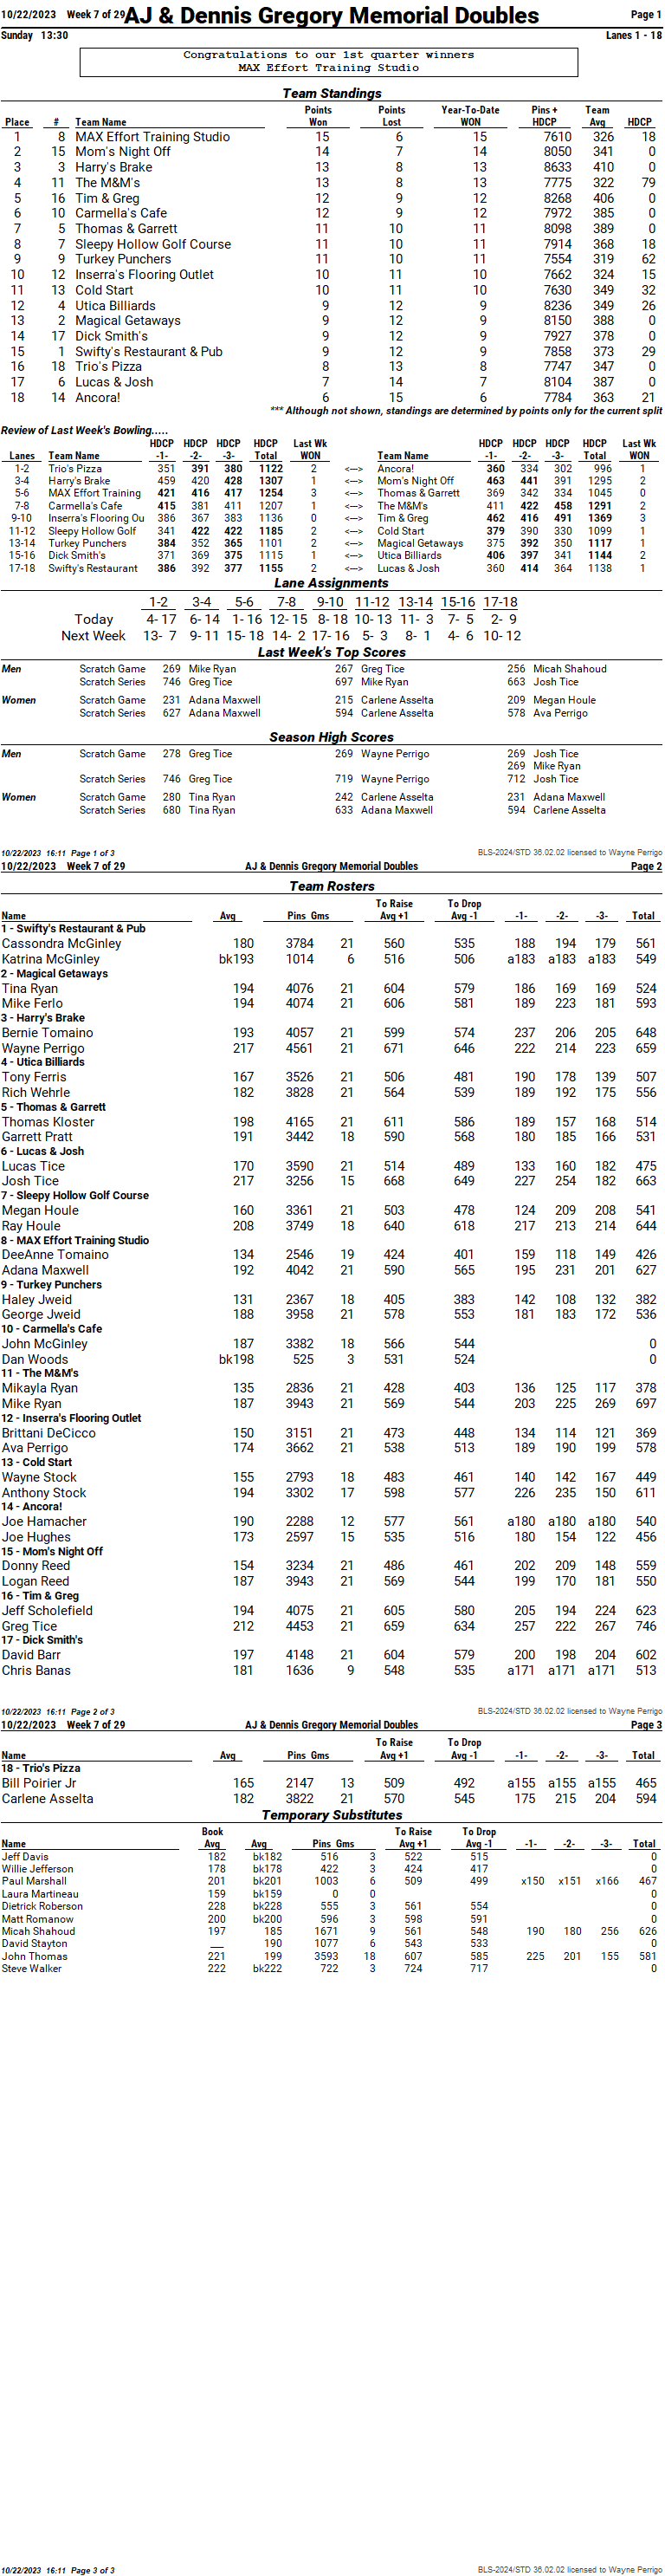 10/22/2023 Week 7 of 29 AJ & Dennis Gregory Memorial Doubles Page 1
Sunday 13:30 Lanes 1 - 18
Congratulations to our 1st quarter winners
MAX Effort Training Studio
Team Standings
Points Points Year-To-Date Pins + Team
Place # Team Name Won Lost WON HDCP Avg HDCP
1 8 MAX Effort Training Studio 15 6 15 7610 326 18
2 15 Mom's Night Off 14 7 14 8050 341 0
3 3 Harry's Brake 13 8 13 8633 410 0
4 11 The M&M's 13 8 13 7775 322 79
5 16 Tim & Greg 12 9 12 8268 406 0
6 10 Carmella's Cafe 12 9 12 7972 385 0
7 5 Thomas & Garrett 11 10 11 8098 389 0
8 7 Sleepy Hollow Golf Course 11 10 11 7914 368 18
9 9 Turkey Punchers 11 10 11 7554 319 62
10 12 Inserra's Flooring Outlet 10 11 10 7662 324 15
11 13 Cold Start 10 11 10 7630 349 32
12 4 Utica Billiards 9 12 9 8236 349 26
13 2 Magical Getaways 9 12 9 8150 388 0
14 17 Dick Smith's 9 12 9 7927 378 0
15 1 Swifty's Restaurant & Pub 9 12 9 7858 373 29
16 18 Trio's Pizza 8 13 8 7747 347 0
17 6 Lucas & Josh 7 14 7 8104 387 0
18 14 Ancora! 6 15 6 7784 363 21
*** Although not shown, standings are determined by points only for the current split
Review of Last Week's Bowling.....
HDCP HDCP HDCP HDCP Last Wk HDCP HDCP HDCP HDCP Last Wk
Lanes Team Name -1- -2- -3- Total WON Team Name -1- -2- -3- Total WON
1-2 Trio's Pizza 351 391 380 1122 2 <---> Ancora! 360 334 302 996 1
3-4 Harry's Brake 459 420 428 1307 1 <---> Mom's Night Off 463 441 391 1295 2
5-6 MAX Effort Training 421 416 417 1254 3 <---> Thomas & Garrett 369 342 334 1045 0
7-8 Carmella's Cafe 415 381 411 1207 1 <---> The M&M's 411 422 458 1291 2
9-10 Inserra's Flooring Ou 386 367 383 1136 0 <---> Tim & Greg 462 416 491 1369 3
11-12 Sleepy Hollow Golf 341 422 422 1185 2 <---> Cold Start 379 390 330 1099 1
13-14 Turkey Punchers 384 352 365 1101 2 <---> Magical Getaways 375 392 350 1117 1
15-16 Dick Smith's 371 369 375 1115 1 <---> Utica Billiards 406 397 341 1144 2
17-18 Swifty's Restaurant 386 392 377 1155 2 <---> Lucas & Josh 360 414 364 1138 1
Lane Assignments
1-2 3-4 5-6 7-8 9-10 11-12 13-14 15-16 17-18
Today 4- 17 6- 14 1- 16 12- 15 8- 18 10- 13 11- 3 7- 5 2- 9
Next Week 13- 7 9- 11 15- 18 14- 2 17- 16 5- 3 8- 1 4- 6 10- 12
Last Week's Top Scores
Men Scratch Game 269 Mike Ryan 267 Greg Tice 256 Micah Shahoud
Scratch Series 746 Greg Tice 697 Mike Ryan 663 Josh Tice
Women Scratch Game 231 Adana Maxwell 215 Carlene Asselta 209 Megan Houle
Scratch Series 627 Adana Maxwell 594 Carlene Asselta 578 Ava Perrigo
Season High Scores
Men Scratch Game 278 Greg Tice 269 Wayne Perrigo 269 Josh Tice
269 Mike Ryan
Scratch Series 746 Greg Tice 719 Wayne Perrigo 712 Josh Tice
Women Scratch Game 280 Tina Ryan 242 Carlene Asselta 231 Adana Maxwell
Scratch Series 680 Tina Ryan 633 Adana Maxwell 594 Carlene Asselta
10/22/2023 16:11 Page 1 of 3 BLS-2024/STD 36.02.02 licensed to Wayne Perrigo
10/22/2023 Week 7 of 29 AJ & Dennis Gregory Memorial Doubles Page 2
Team Rosters
To Raise To Drop
Name Avg Pins Gms Avg +1 Avg -1 -1- -2- -3- Total
1 - Swifty's Restaurant & Pub
Cassondra McGinley 180 3784 21 560 535 188 194 179 561
Katrina McGinley bk193 1014 6 516 506 a183 a183 a183 549
2 - Magical Getaways
Tina Ryan 194 4076 21 604 579 186 169 169 524
Mike Ferlo 194 4074 21 606 581 189 223 181 593
3 - Harry's Brake
Bernie Tomaino 193 4057 21 599 574 237 206 205 648
Wayne Perrigo 217 4561 21 671 646 222 214 223 659
4 - Utica Billiards
Tony Ferris 167 3526 21 506 481 190 178 139 507
Rich Wehrle 182 3828 21 564 539 189 192 175 556
5 - Thomas & Garrett
Thomas Kloster 198 4165 21 611 586 189 157 168 514
Garrett Pratt 191 3442 18 590 568 180 185 166 531
6 - Lucas & Josh
Lucas Tice 170 3590 21 514 489 133 160 182 475
Josh Tice 217 3256 15 668 649 227 254 182 663
7 - Sleepy Hollow Golf Course
Megan Houle 160 3361 21 503 478 124 209 208 541
Ray Houle 208 3749 18 640 618 217 213 214 644
8 - MAX Effort Training Studio
DeeAnne Tomaino 134 2546 19 424 401 159 118 149 426
Adana Maxwell 192 4042 21 590 565 195 231 201 627
9 - Turkey Punchers
Haley Jweid 131 2367 18 405 383 142 108 132 382
George Jweid 188 3958 21 578 553 181 183 172 536
10 - Carmella's Cafe
John McGinley 187 3382 18 566 544 0
Dan Woods bk198 525 3 531 524 0
11 - The M&M's
Mikayla Ryan 135 2836 21 428 403 136 125 117 378
Mike Ryan 187 3943 21 569 544 203 225 269 697
12 - Inserra's Flooring Outlet
Brittani DeCicco 150 3151 21 473 448 134 114 121 369
Ava Perrigo 174 3662 21 538 513 189 190 199 578
13 - Cold Start
Wayne Stock 155 2793 18 483 461 140 142 167 449
Anthony Stock 194 3302 17 598 577 226 235 150 611
14 - Ancora!
Joe Hamacher 190 2288 12 577 561 a180 a180 a180 540
Joe Hughes 173 2597 15 535 516 180 154 122 456
15 - Mom's Night Off
Donny Reed 154 3234 21 486 461 202 209 148 559
Logan Reed 187 3943 21 569 544 199 170 181 550
16 - Tim & Greg
Jeff Scholefield 194 4075 21 605 580 205 194 224 623
Greg Tice 212 4453 21 659 634 257 222 267 746
17 - Dick Smith's
David Barr 197 4148 21 604 579 200 198 204 602
Chris Banas 181 1636 9 548 535 a171 a171 a171 513
10/22/2023 16:11 Page 2 of 3 BLS-2024/STD 36.02.02 licensed to Wayne Perrigo
10/22/2023 Week 7 of 29 AJ & Dennis Gregory Memorial Doubles Page 3
To Raise To Drop
Name Avg Pins Gms Avg +1 Avg -1 -1- -2- -3- Total
18 - Trio's Pizza
Bill Poirier Jr 165 2147 13 509 492 a155 a155 a155 465
Carlene Asselta 182 3822 21 570 545 175 215 204 594
Temporary Substitutes
Book To Raise To Drop
Name Avg Avg Pins Gms Avg +1 Avg -1 -1- -2- -3- Total
Jeff Davis 182 bk182 516 3 522 515 0
Willie Jefferson 178 bk178 422 3 424 417 0
Paul Marshall 201 bk201 1003 6 509 499 x150 x151 x166 467
Laura Martineau 159 bk159 0 0 0
Dietrick Roberson 228 bk228 555 3 561 554 0
Matt Romanow 200 bk200 596 3 598 591 0
Micah Shahoud 197 185 1671 9 561 548 190 180 256 626
David Stayton ___ 190 1077 6 543 533 0
John Thomas 221 199 3593 18 607 585 225 201 155 581
Steve Walker 222 bk222 722 3 724 717 0
10/22/2023 16:11 Page 3 of 3 BLS-2024/STD 36.02.02 licensed to Wayne Perrigo